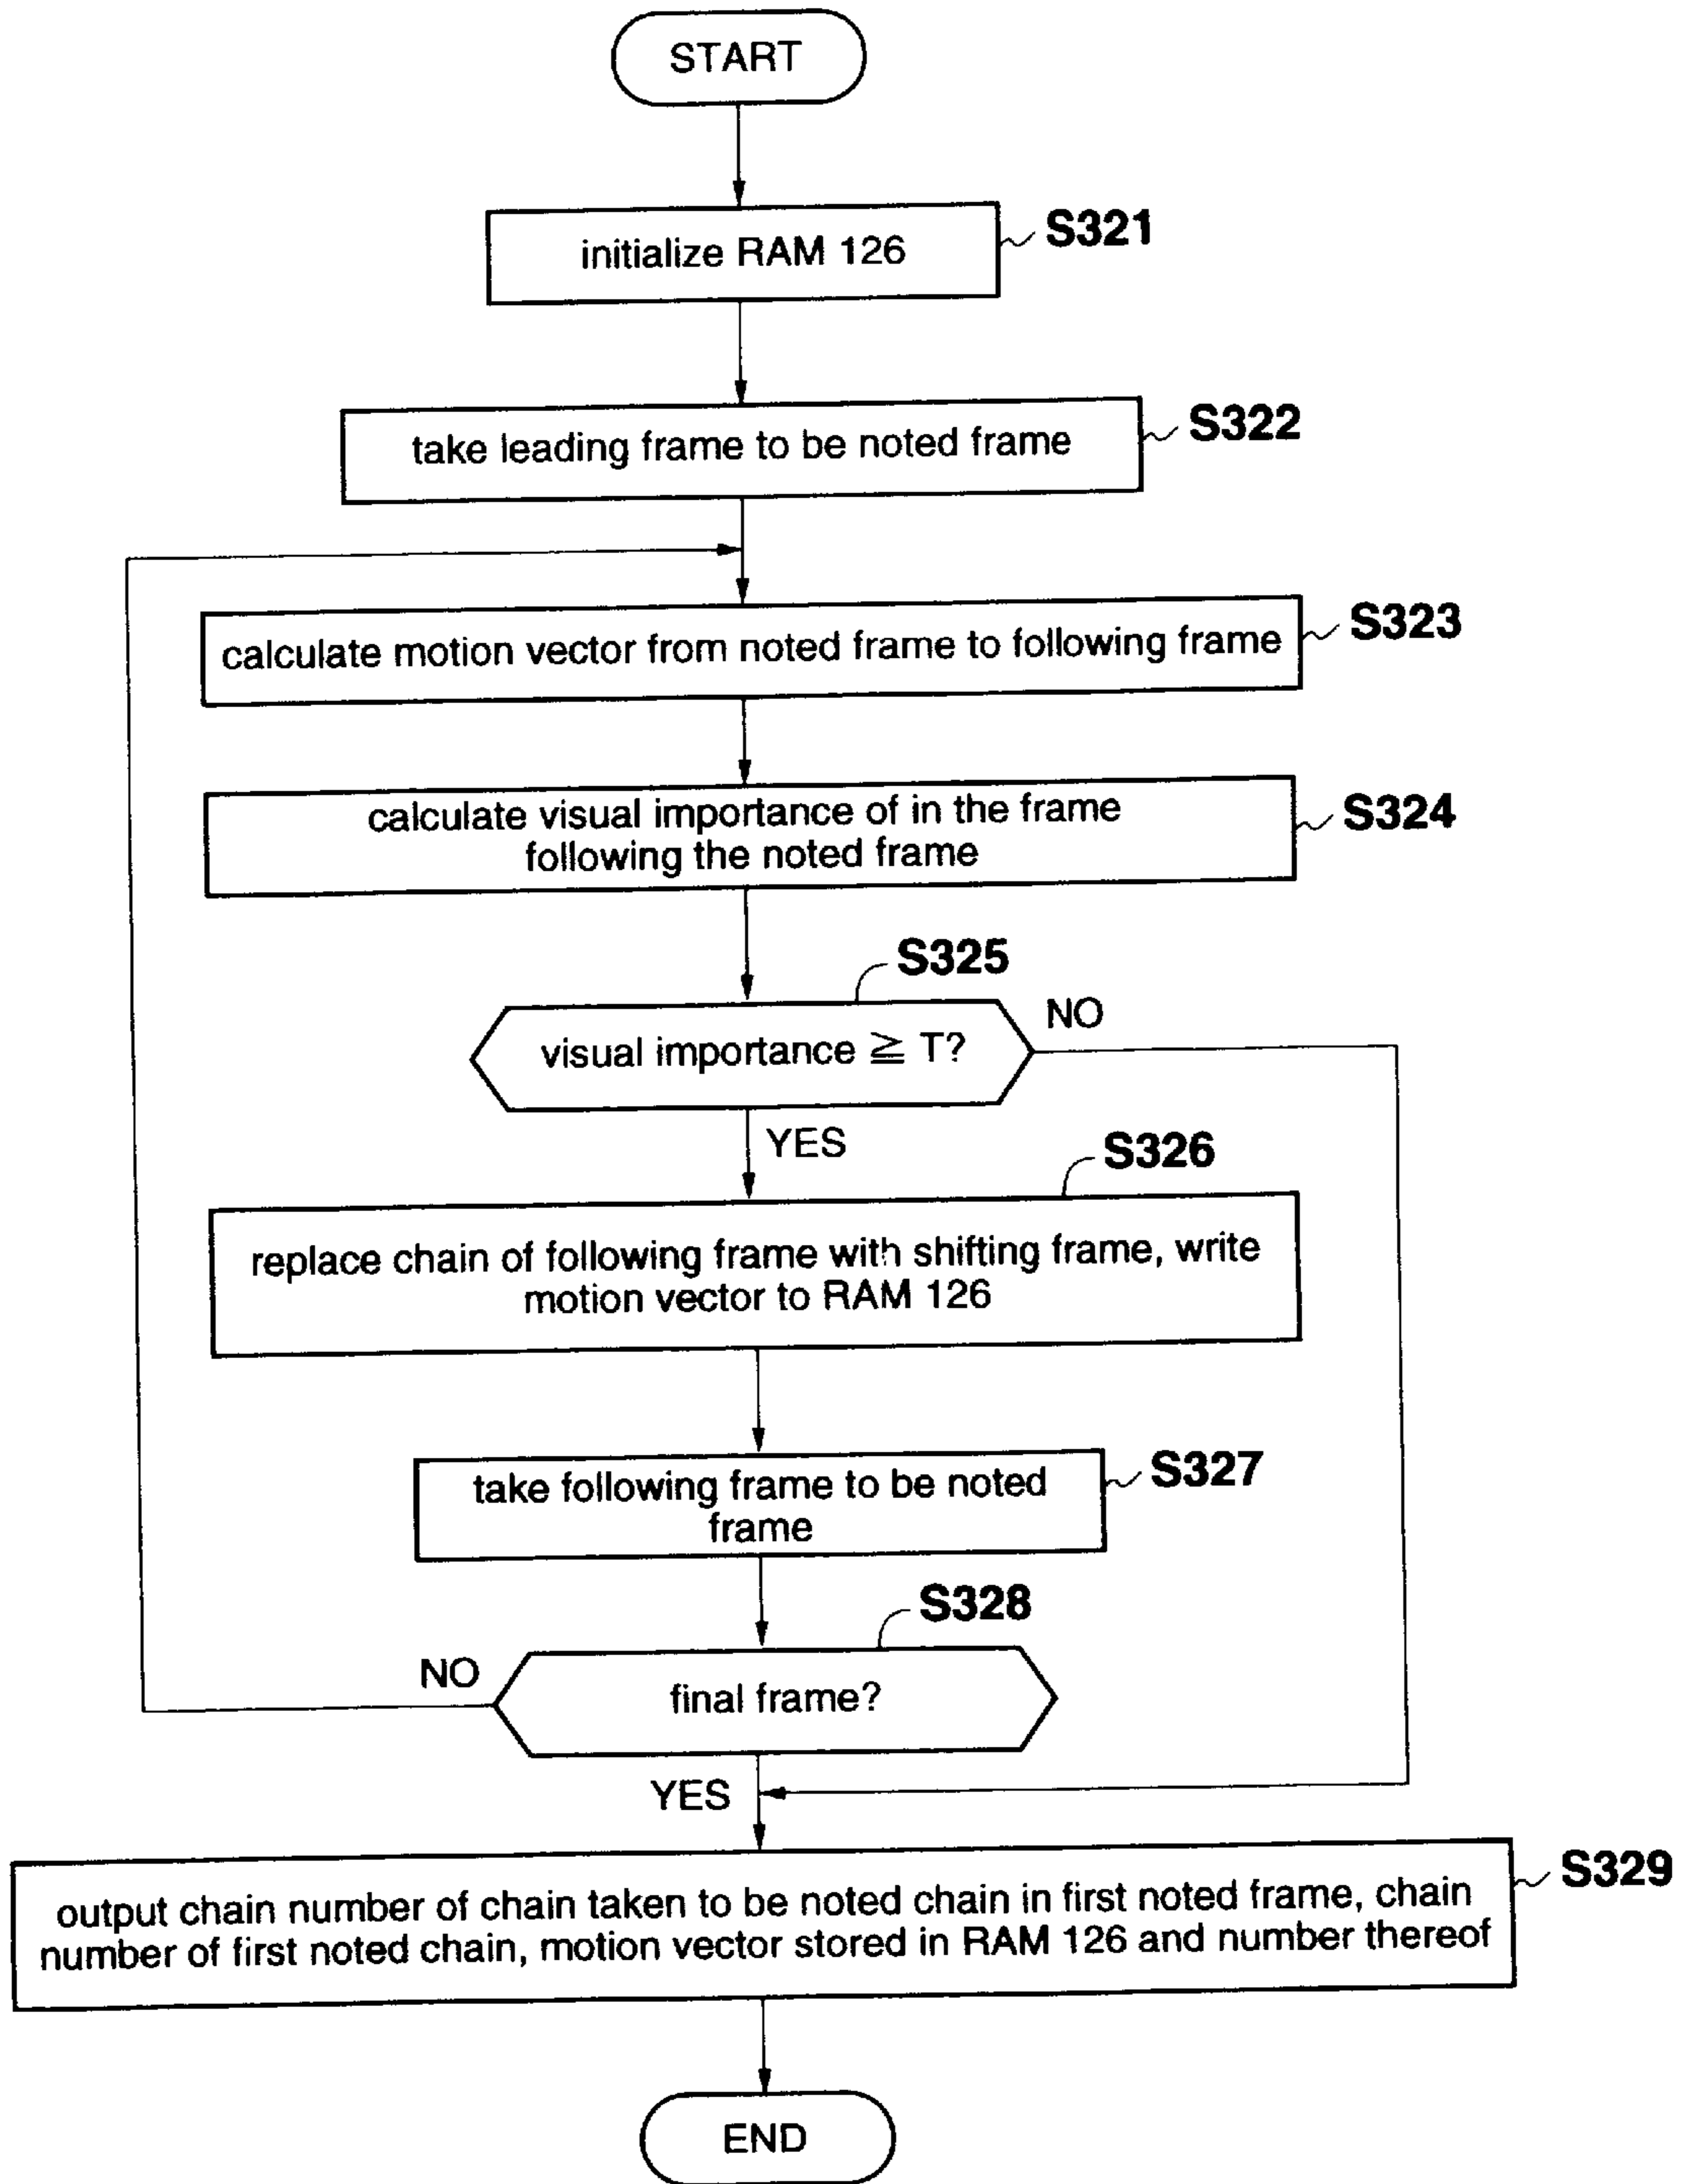 START
initialize RAM 126
S321
take leading frame to be noted frame
S322
calculate motion vector from noted frame to following frame
S323
calculate visual importance of in the frame
following the noted frame
S324
S325
visual importance ≧ T?
NO
YES
S326
replace chain of following frame with shifting frame, write
motion vector to RAM 126
take following frame to be noted
frame
S327
S328
NO
final frame?
YES
output chain number of chain taken to be noted chain in first noted frame, chain
number of first noted chain, motion vector stored in RAM 126 and number thereof
S329
END